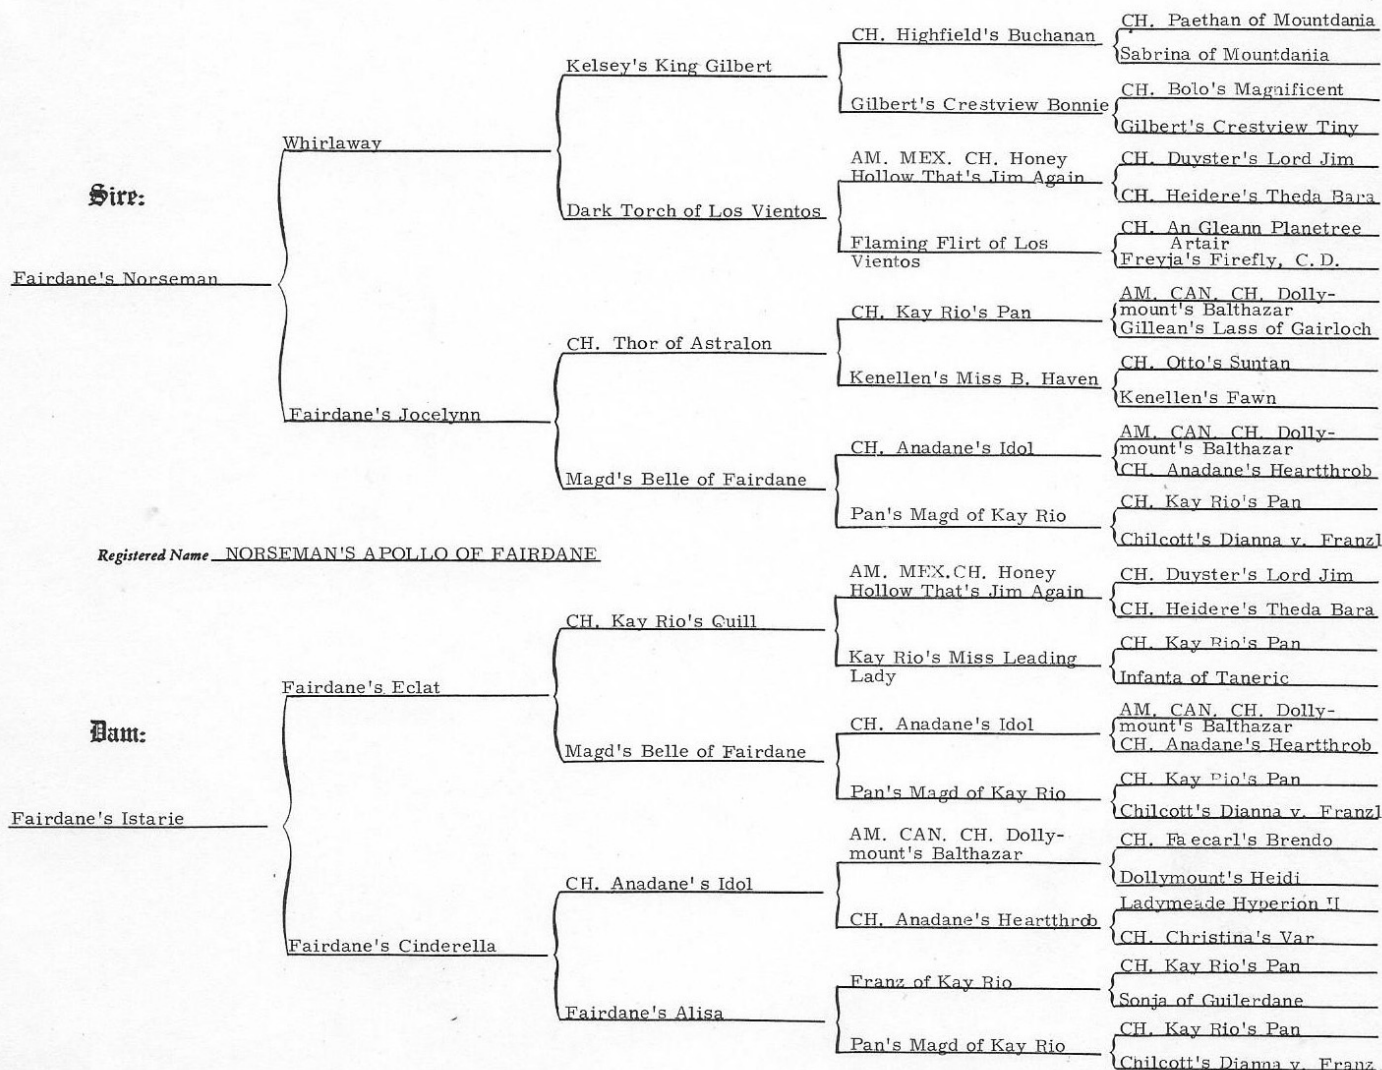 CH. Paethan of Mountdania
CH. Highfield's Buchanan
Sabrina of Mountdania
Kelsey's King Gilbert
CH. Bolo's Magnificent
Gilbert's Crestview Bonnie
Gilbert's Crestview Tiny
Whirlaway
AM. MEX. CH. Honey
Hollow That's Jim Again
CH. Duyster's Lord Jim
CH. Heidere's Theda Bara
Sire:
Dark Torch of Los Vientos
CH. An Gleann Planetree
Artair
Flaming Flirt of Los
Vientos
Freyja's Firefly, C.D.
Fairdane's Norseman
AM. CAN. CH. Dolly-
mount's Balthazar
CH. Kay Rio's Pan
Gillean's Lass of Gairloch
CH. Thor of Astralon
CH. Otto's Suntan
Kenellen's Miss B. Haven
Kenellen's Fawn
Fairdane's Jocelynn
AM. CAN. CH. Dolly-
mount's Balthazar
CH. Anadane's Idol
CH. Anadane's Heartthrob
Magd's Belle of Fairdane
CH. Kay Rio's Pan
Pan's Magd of Kay Rio
Chilcott's Dianna v. Franzl
Registered Name NORSEMAN'S APOLLO OF FAIRDANE
AM. MEX.CH. Honey
Hollow That's Jim Again
CH. Duyster's Lord Jim
CH. Heidere's Theda Bara
CH. Kay Rio's Quill
CH. Kay Rio's Pan
Kay Rio's Miss Leading
Lady
Infanta of Taneric
Fairdane's Eclat
AM. CAN. CH. Dolly-
mount's Balthazar
CH. Anadane's Idol
CH. Anadane's Heartthrob
Dam:
Magd's Belle of Fairdane
CH. Kay Rio's Pan
Pan's Magd of Kay Rio
Chilcott's Dianna v. Franzl
Fairdane's Istarie
AM. CAN. CH. Dolly-
mount's Balthazar
CH. Faecarl's Brendo
Dollymount's Heidi
CH. Anadane's Idol
Ladymeade Hyperion II
CH. Anadane's Heartthrob
CH. Christina's Var
Fairdane's Cinderella
CH. Kay Rio's Pan
Franz of Kay Rio
Sonja of Guilerdane
Fairdane's Alisa
CH. Kay Rio's Pan
Pan's Magd of Kay Rio
Chilcott's Dianna v. Franz